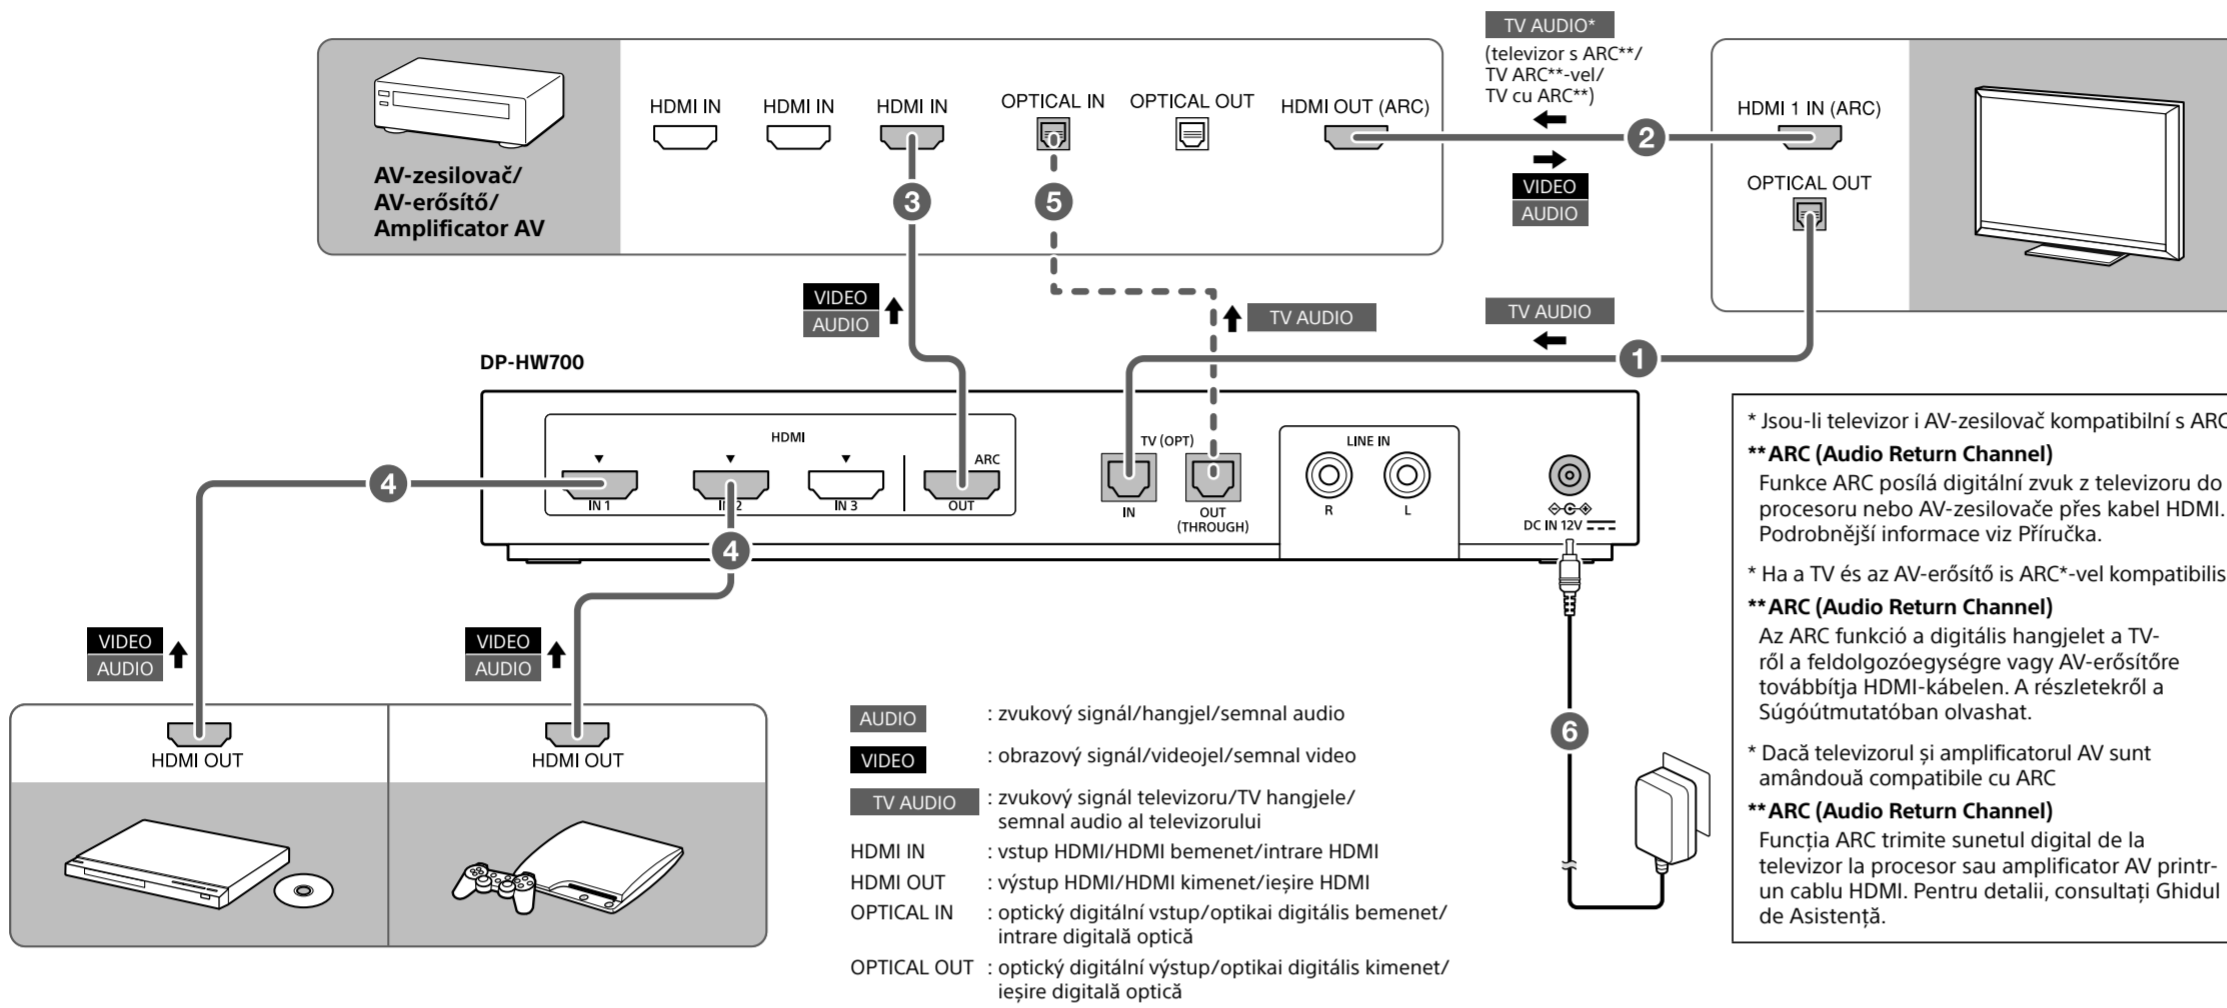 TV AUDIO*
(televizor s ARC**/
TV ARC**-vel/
TV cu ARC**)
HDMI IN
HDMI IN
HDMI IN
OPTICAL IN
OPTICAL OUT
HDMI OUT (ARC)
HDMI 1 IN (ARC)
2
AV-zesilovač/
AV-erősítő/
Amplificator AV
3
5
VIDEO
AUDIO
OPTICAL OUT
VIDEO
AUDIO
TV AUDIO
TV AUDIO
1
DP-HW700
HDMI
ARC
IN 1
IN 2
IN 3
OUT
TV (OPT)
IN
OUT
(THROUGH)
LINE IN
R
L
DC IN 12V
4
4
VIDEO
AUDIO
VIDEO
AUDIO
HDMI OUT
HDMI OUT
6
AUDIO : zvukový signál/hangjel/semnal audio
VIDEO : obrazový signál/videojel/semnal video
TV AUDIO : zvukový signál televizoru/TV hangjele/
semnal audio al televizorului
HDMI IN : vstup HDMI/HDMI bemenet/intrare HDMI
HDMI OUT : výstup HDMI/HDMI kimenet/ieșire HDMI
OPTICAL IN : optický digitální vstup/optikai digitális bemenet/
intrare digitală optică
OPTICAL OUT : optický digitální výstup/optikai digitális kimenet/
ieșire digitală optică
* Jsou-li televizor i AV-zesilovač kompatibilní s ARC
**ARC (Audio Return Channel)
Funkce ARC posílá digitální zvuk z televizoru do
procesoru nebo AV-zesilovače přes kabel HDMI.
Podrobnější informace viz Příručka.
* Ha a TV és az AV-erősítő is ARC*-vel kompatibilis
**ARC (Audio Return Channel)
Az ARC funkció a digitális hangjelet a TV-
ről a feldolgozóegységre vagy AV-erősítőre
továbbítja HDMI-kábelen. A részletekről a
Súgóútmutatóban olvashat.
* Dacă televizorul și amplificatorul AV sunt
amândouă compatibile cu ARC
**ARC (Audio Return Channel)
Funcția ARC trimite sunetul digital de la
televizor la procesor sau amplificator AV printr-
un cablu HDMI. Pentru detalii, consultați Ghidul
de Asistență.